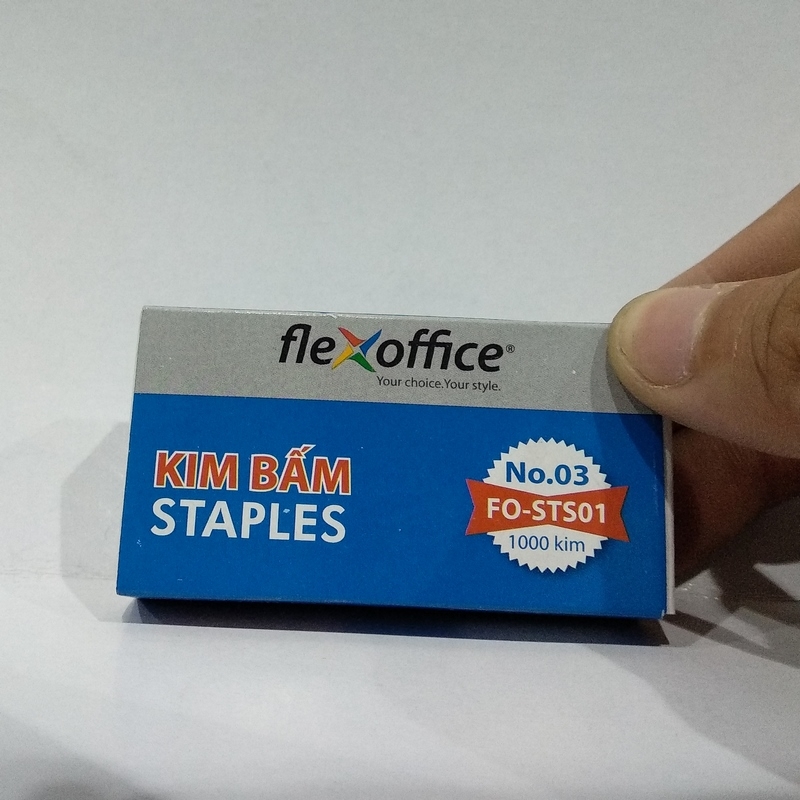 flexoffice®
Your choice.Your style.
KIM BẤM
STAPLES
No.03
FO-STS01
1000 kim